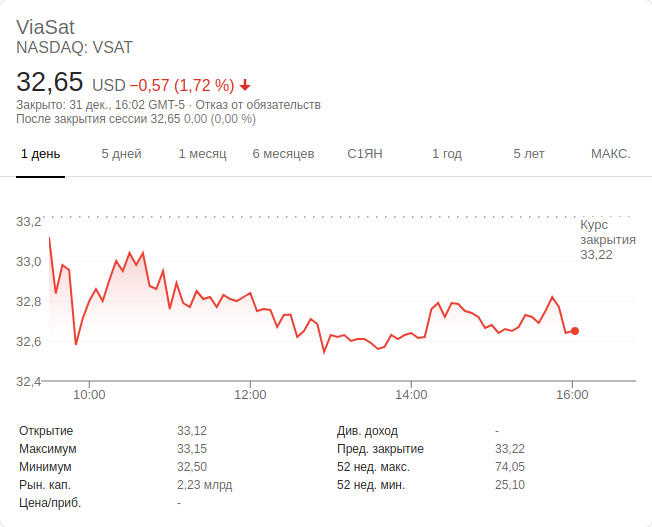 ViaSat
NASDAQ: VSAT
32,65 USD −0,57 (1,72 %)
Закрыто: 31 дек., 16:02 GMT-5 · Отказ от обязательств
После закрытия сессии 32,65 0,00 (0,00 %)
1 день 5 дней 1 месяц 6 месяцев С1ЯН 1 год 5 лет МАКС.
33,2
Курс
закрытия
33,22
33,0
32,8
32,6
32,4
10:00 12:00 14:00 16:00
Открытие 33,12 Див. доход -
Максимум 33,15 Пред. закрытие 33,22
Минимум 32,50 52 нед. макс. 74,05
Рын. кап. 2,23 млрд 52 нед. мин. 25,10
Цена/приб. -